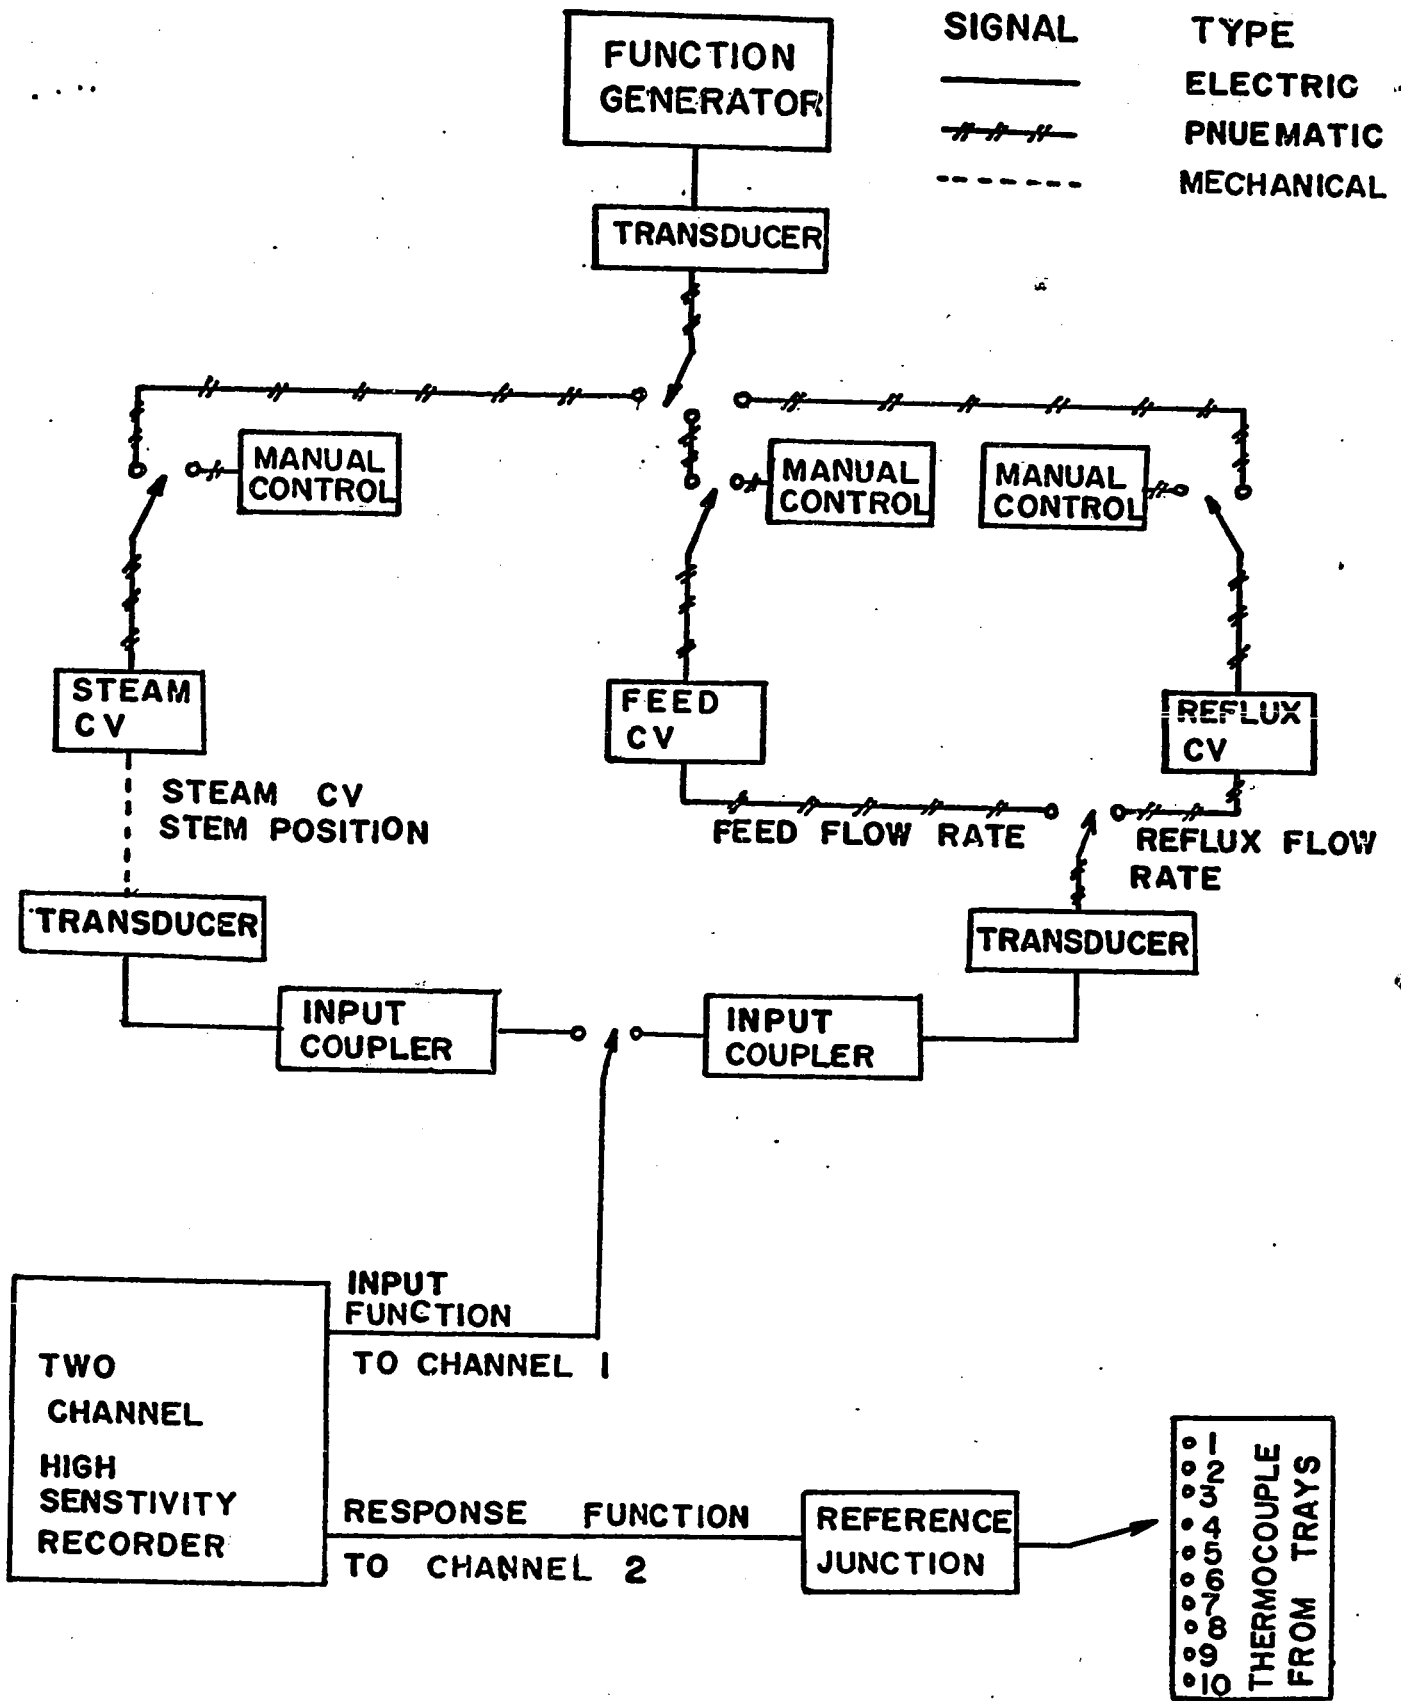 FUNCTION
GENERATOR
SIGNAL TYPE
ELECTRIC
PNUEMATIC
MECHANICAL
TRANSDUCER
MANUAL
CONTROL
MANUAL
CONTROL
MANUAL
CONTROL
STEAM
CV
FEED
CV
REFLUX
CV
STEAM CV
STEM POSITION
FEED FLOW RATE
REFLUX FLOW
RATE
TRANSDUCER
TRANSDUCER
INPUT
COUPLER
INPUT
COUPLER
INPUT
FUNCTION
TO CHANNEL 1
TWO
CHANNEL
HIGH
SENSTIVITY
RECORDER
RESPONSE FUNCTION
TO CHANNEL 2
REFERENCE
JUNCTION
1
2
3
4
5
6
7
8
9
10
THERMOCOUPLE
FROM TRAYS